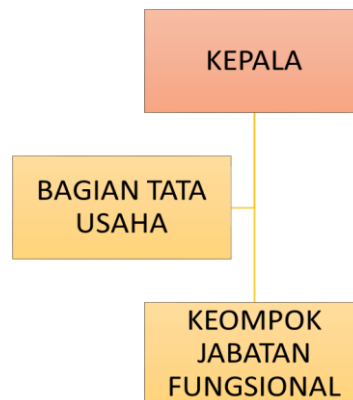 KEPALA
BAGIAN TATA
USAHA
KEOMPOK
JABATAN
FUNGSIONAL